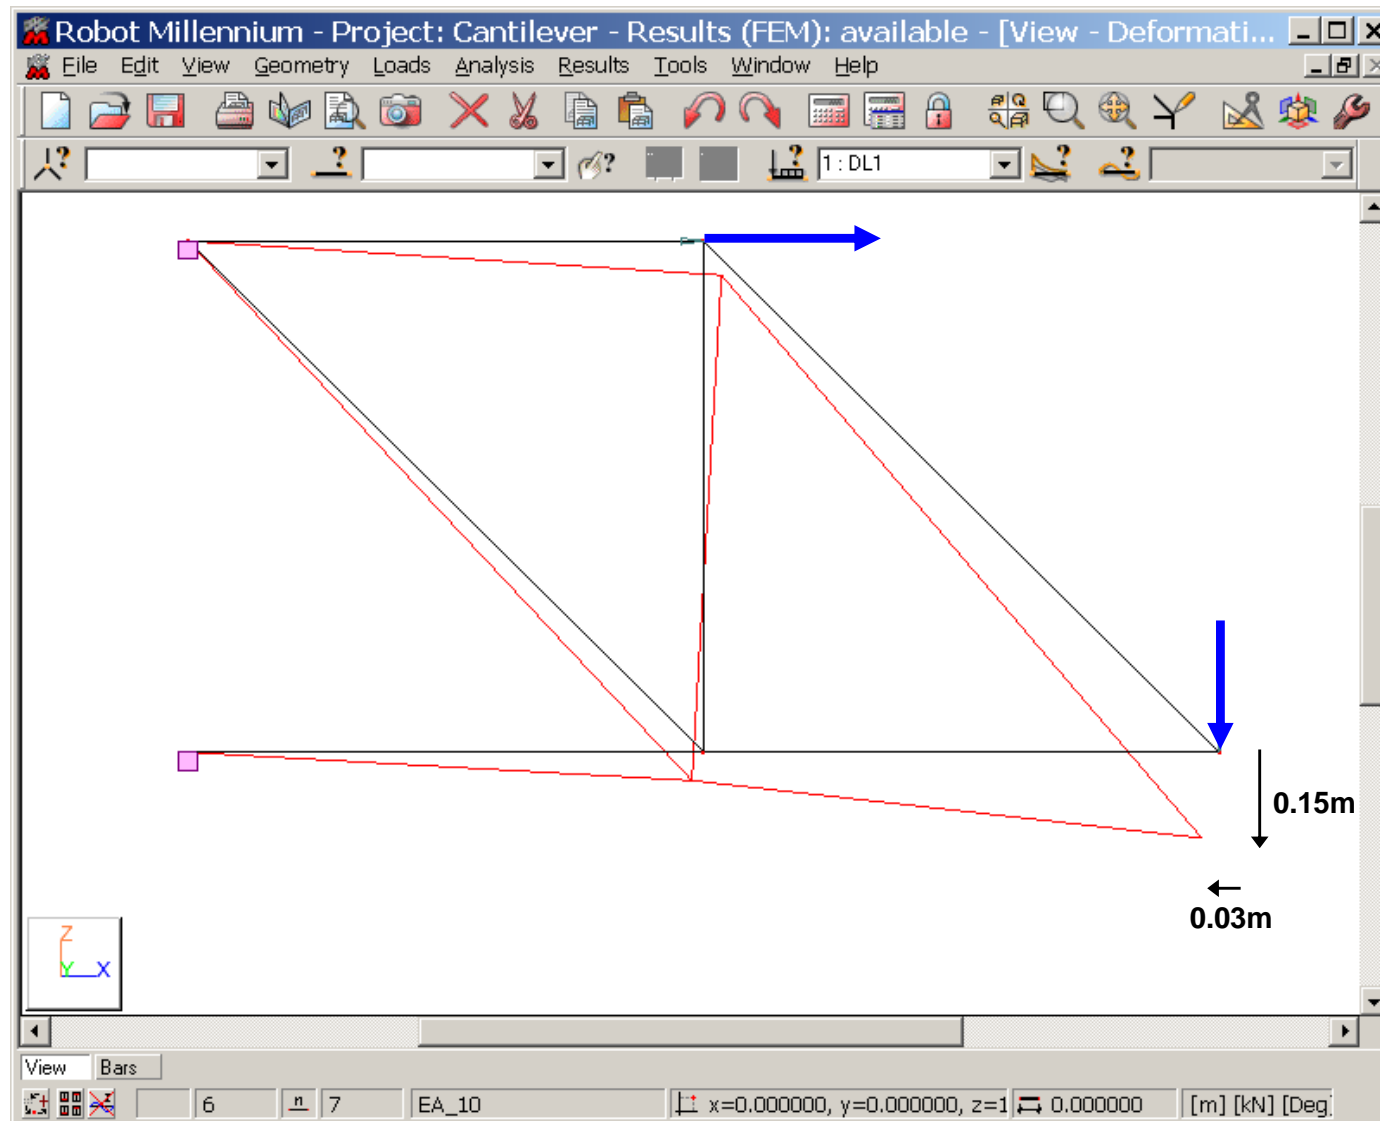 Robot Millennium - Project: Cantilever - Results (FEM): available - [View - Deformati...
File Edit View Geometry Loads Analysis Results Tools Window Help
1 : DL1
0.15m
0.03m
Z
Y X
View Bars
6 n 7 EA_10 x=0.000000, y=0.000000, z=1 0.000000 [m] [kN] [Deg]